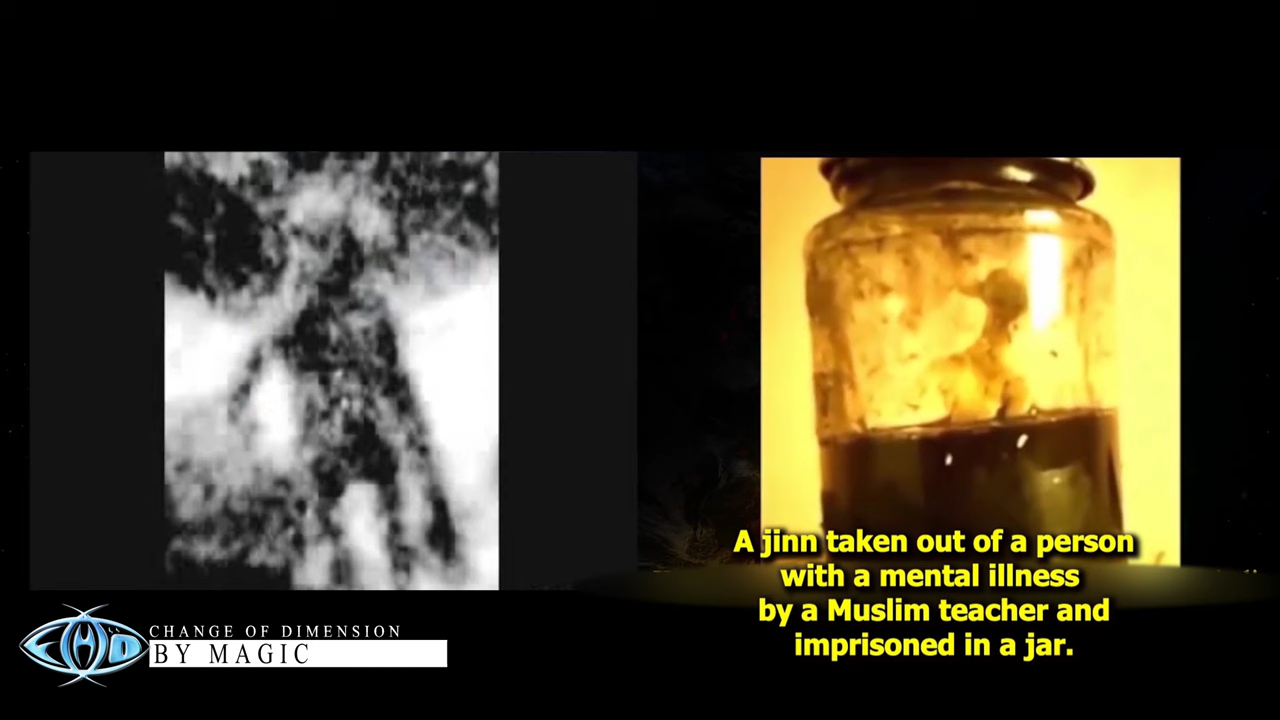 A jinn taken out of a person
with a mental illness
by a Muslim teacher and
imprisoned in a jar.
CHANGE OF DIMENSION
BY MAGIC